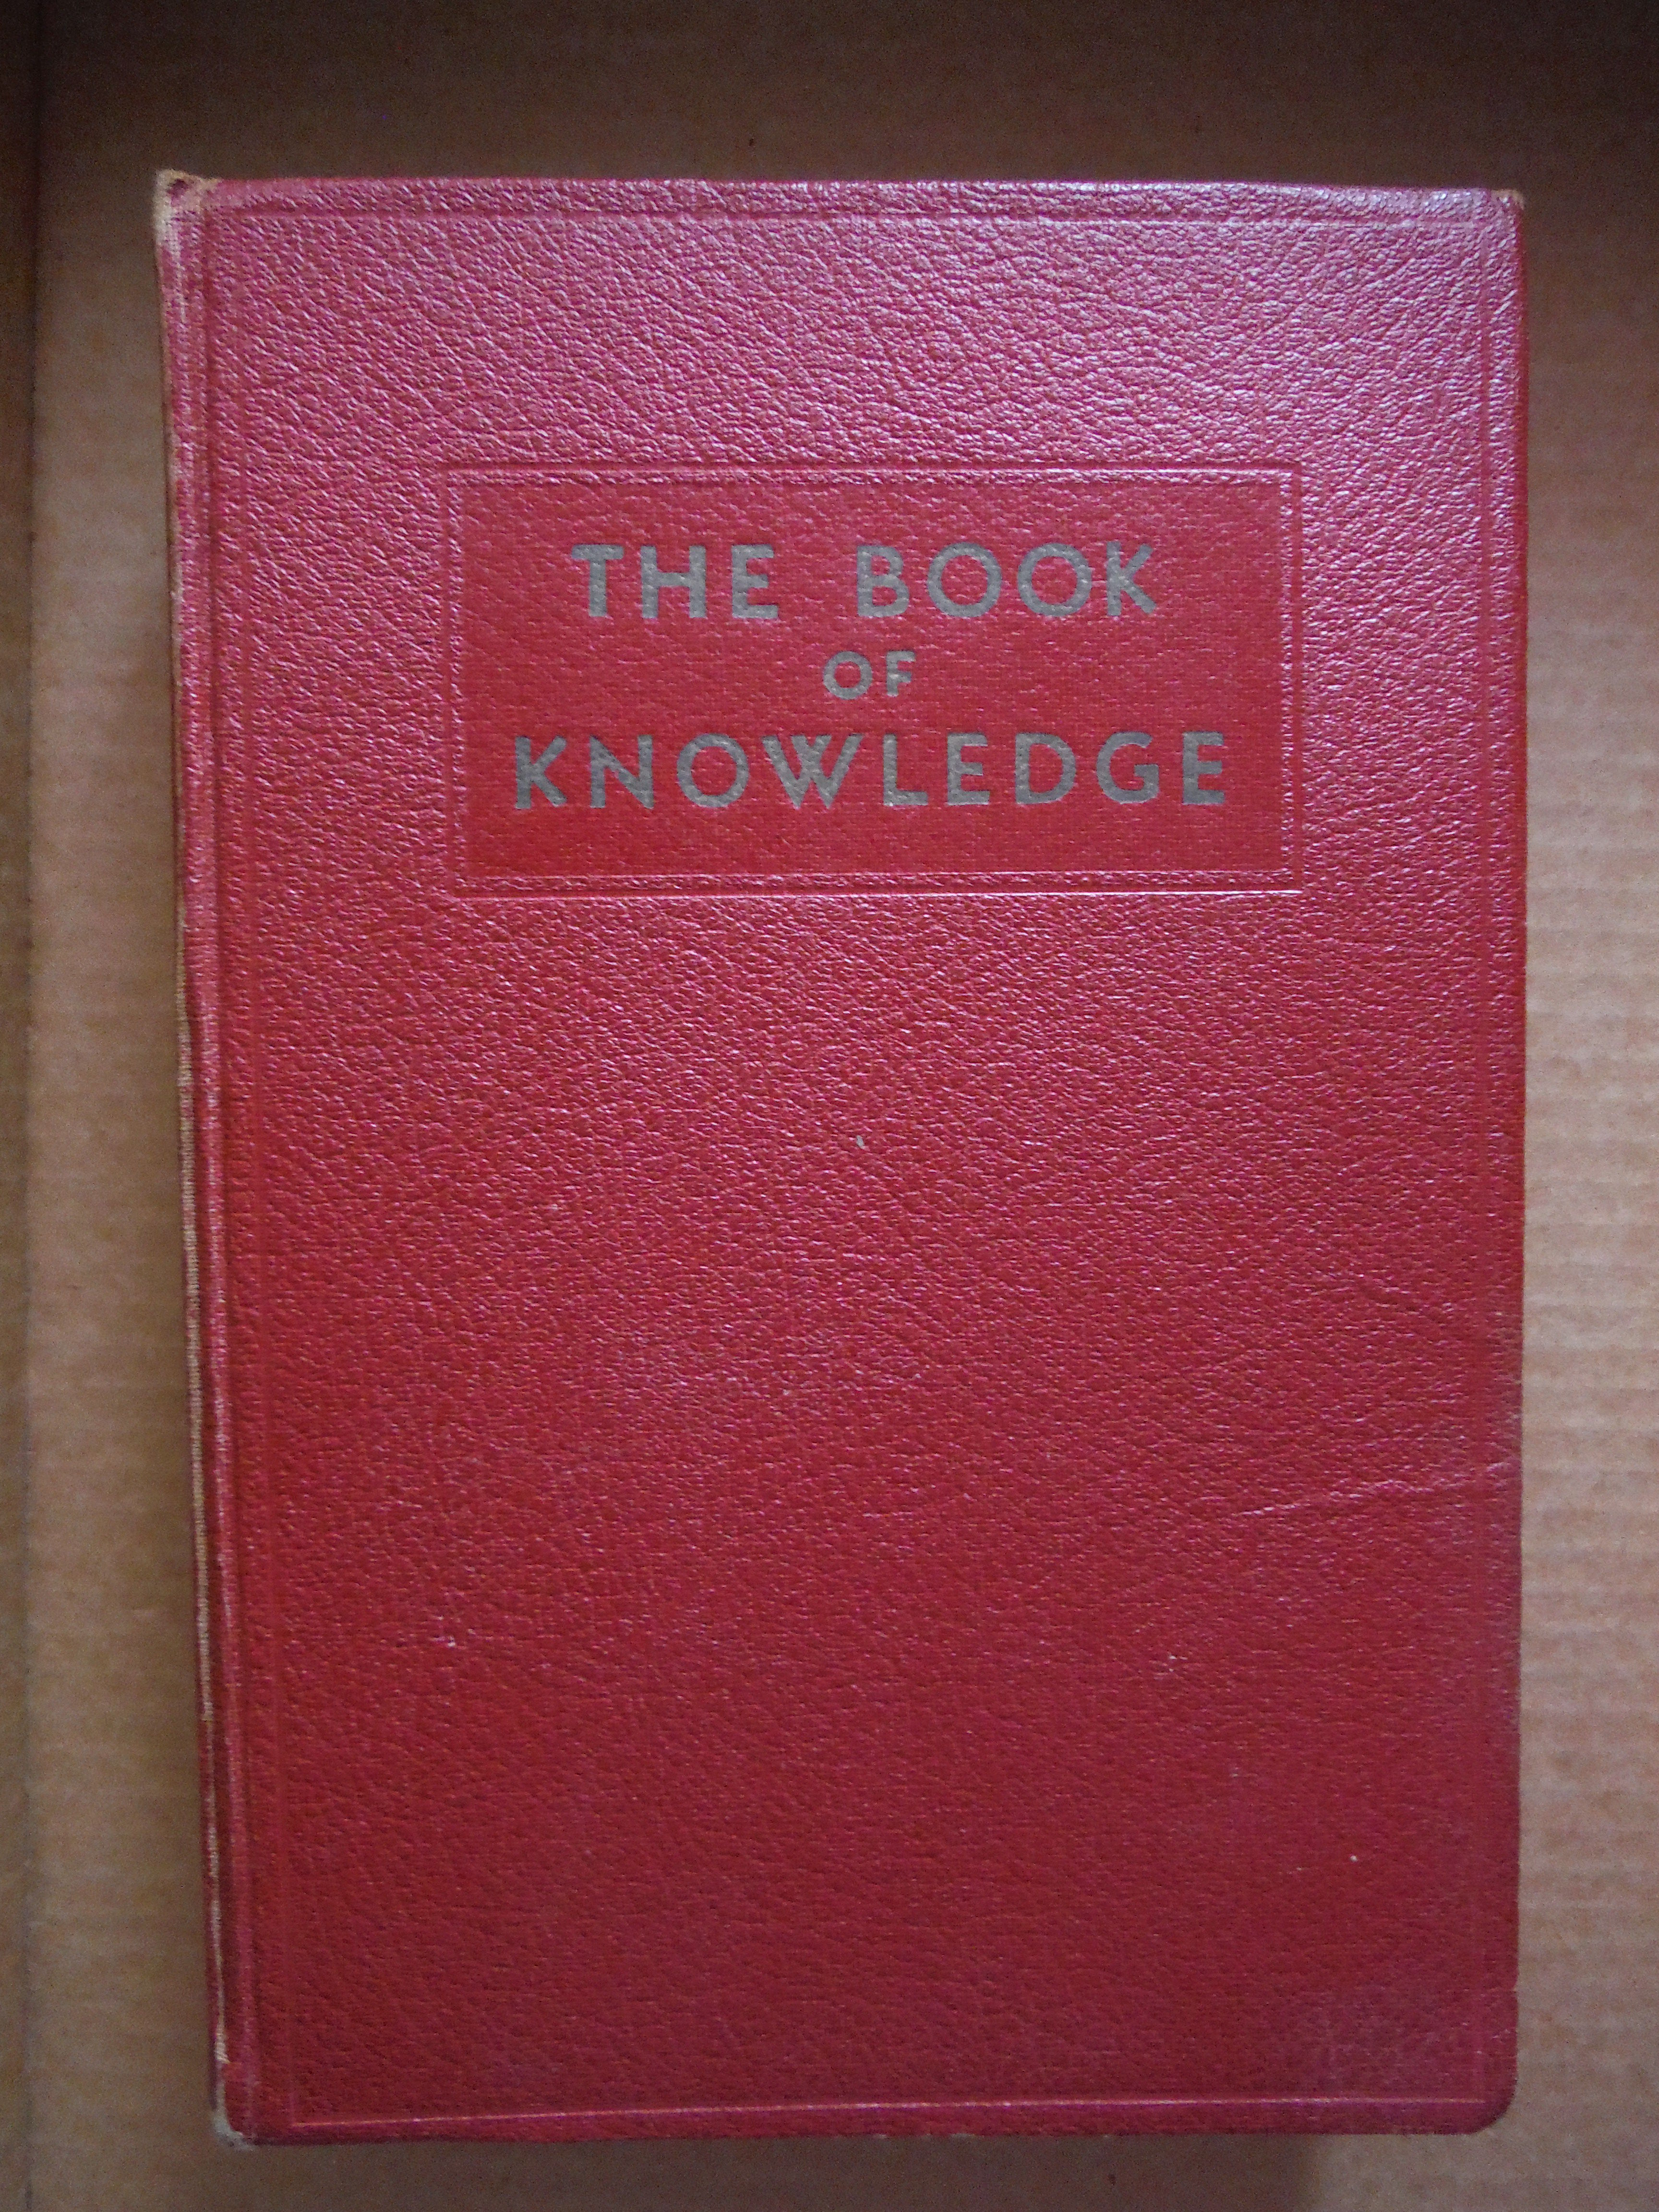 THE BOOK
OF
KNOWLEDGE